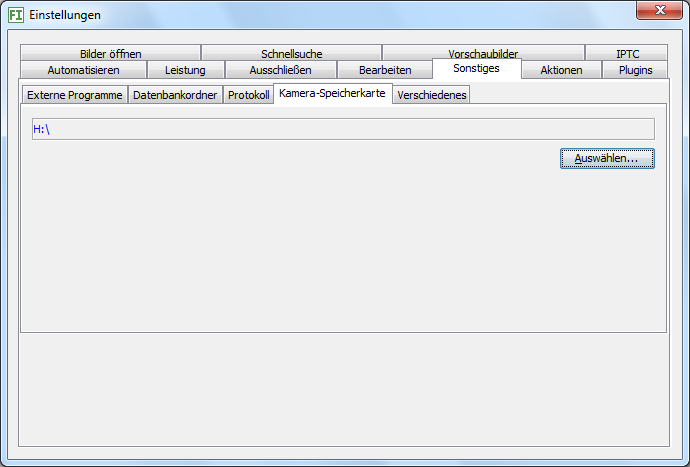 FI Einstellungen
Bilder öffnen Schnellsuche Vorschaubilder IPTC
Automatisieren Leistung Ausschließen Bearbeiten Sonstiges Aktionen Plugins
Externe Programme Datenbankordner Protokoll Kamera-Speicherkarte Verschiedenes
H:\
Auswählen...